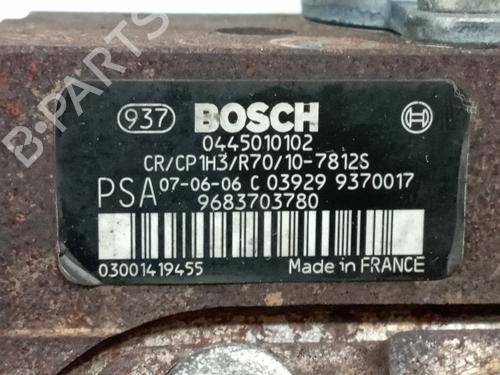 937 BOSCH
0445010102
CR/CP1H3/R70/10-7812S
PSA 07-06-06 C 03929 9370017
9683703780
03001419455 Made in FRANCE
B-PARTS